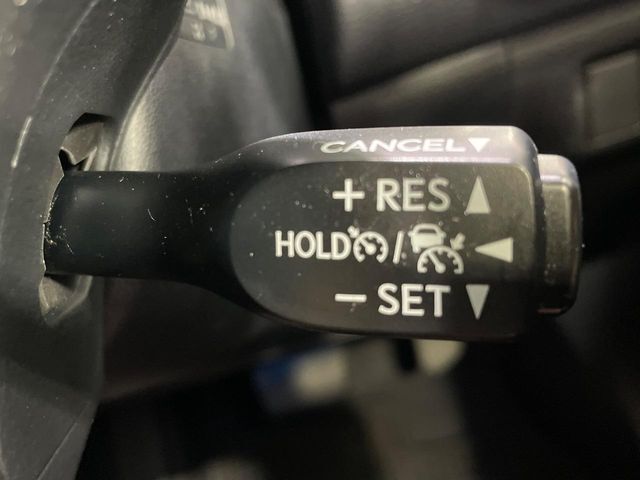 CANCEL▼
+ RES ▲
HOLD / ◀
− SET ▼